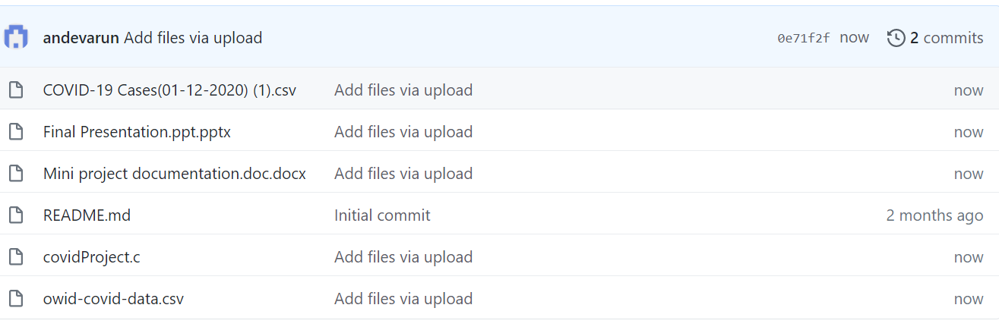 andevarun Add files via upload 0e71f2f now 2 commits
COVID-19 Cases(01-12-2020) (1).csv Add files via upload now
Final Presentation.ppt.pptx Add files via upload now
Mini project documentation.doc.docx Add files via upload now
README.md Initial commit 2 months ago
covidProject.c Add files via upload now
owid-covid-data.csv Add files via upload now